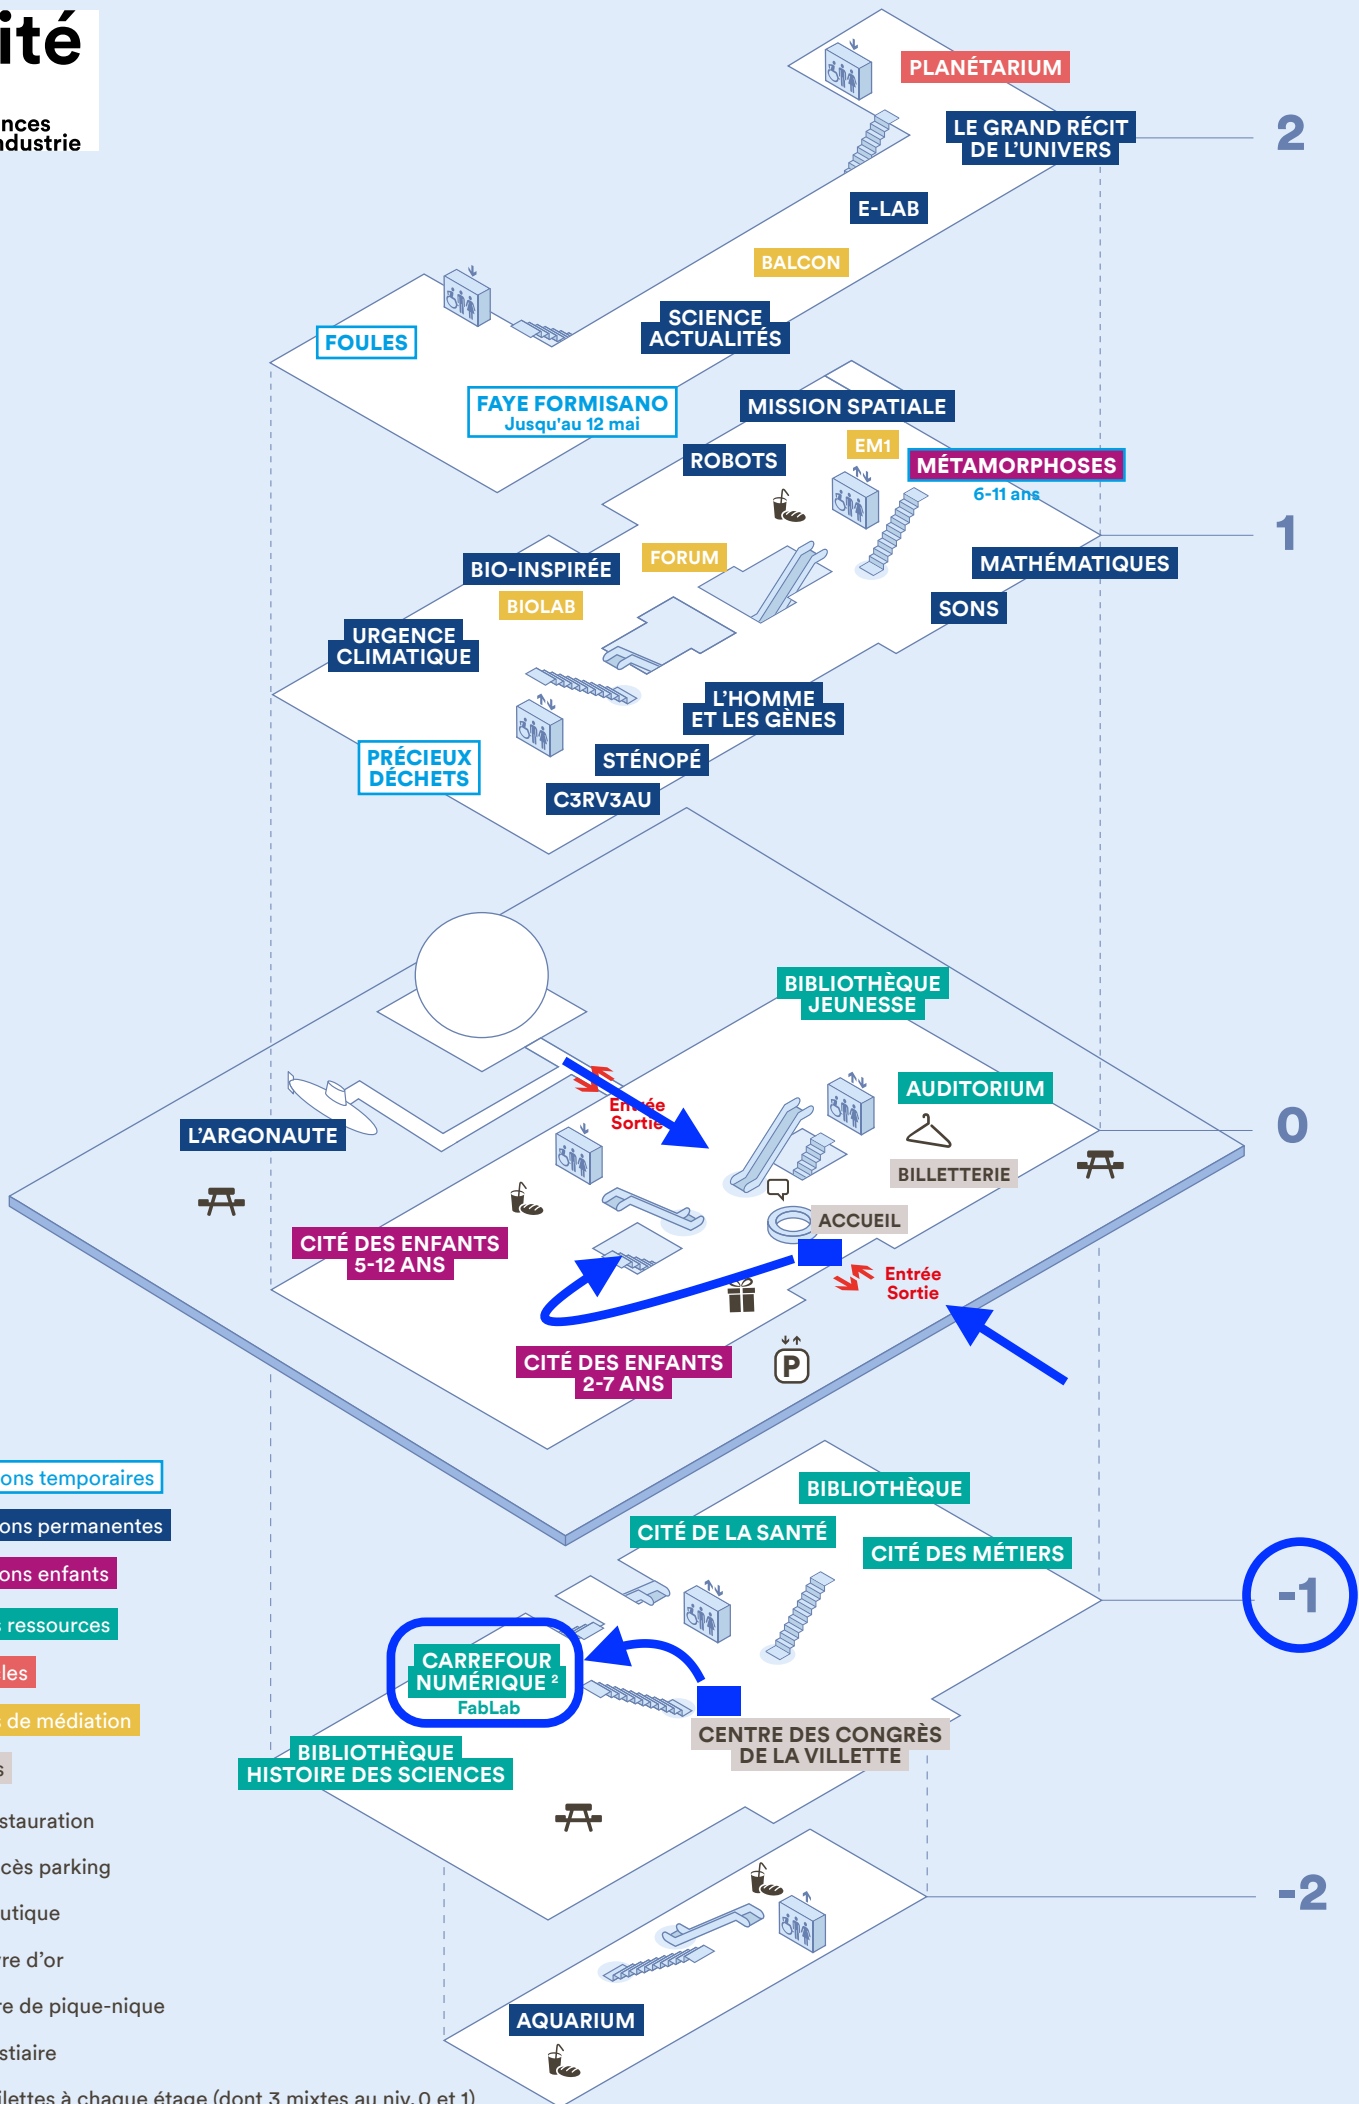 ité
nces
ndustrie
PLANÉTARIUM
LE GRAND RÉCIT
DE L'UNIVERS
2
E-LAB
BALCON
SCIENCE
ACTUALITÉS
FOULES
FAYE FORMISANO
Jusqu'au 12 mai
MISSION SPATIALE
EM1
ROBOTS
MÉTAMORPHOSES
6-11 ans
1
FORUM
BIO-INSPIRÉE
MATHÉMATIQUES
BIOLAB
SONS
URGENCE
CLIMATIQUE
L'HOMME
ET LES GÈNES
PRÉCIEUX
DÉCHETS
STÉNOPÉ
C3RV3AU
BIBLIOTHÈQUE
JEUNESSE
AUDITORIUM
Entrée
Sortie
L'ARGONAUTE
0
BILLETTERIE
ACCUEIL
CITÉ DES ENFANTS
5-12 ANS
Entrée
Sortie
CITÉ DES ENFANTS
2-7 ANS
P
ons temporaires
ons permanentes
ons enfants
s ressources
les
s de médiation
s
BIBLIOTHÈQUE
CITÉ DE LA SANTÉ
CITÉ DES MÉTIERS
-1
CARREFOUR
NUMÉRIQUE ²
FabLab
CENTRE DES CONGRÈS
DE LA VILLETTE
BIBLIOTHÈQUE
HISTOIRE DES SCIENCES
stauration
cès parking
utique
re d'or
re de pique-nique
stiaire
ilettes à chaque étage (dont 3 mixtes au niv. 0 et 1)
-2
AQUARIUM